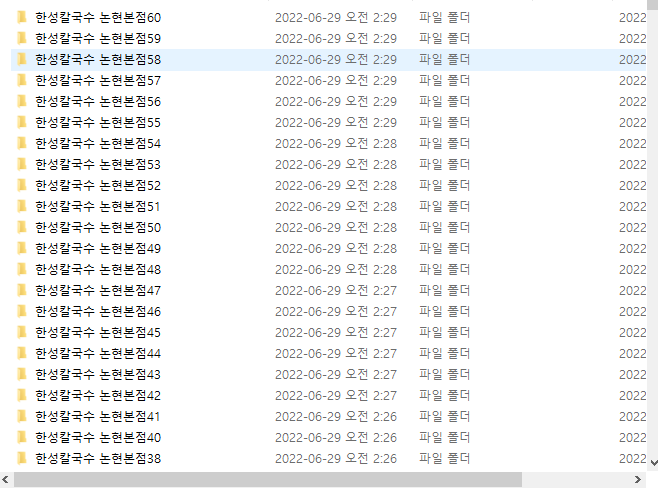 한성칼국수 논현본점60 2022-06-29 오전 2:29 파일 폴더 2022
한성칼국수 논현본점59 2022-06-29 오전 2:29 파일 폴더 2022
한성칼국수 논현본점58 2022-06-29 오전 2:29 파일 폴더 2022
한성칼국수 논현본점57 2022-06-29 오전 2:29 파일 폴더 2022
한성칼국수 논현본점56 2022-06-29 오전 2:29 파일 폴더 2022
한성칼국수 논현본점55 2022-06-29 오전 2:29 파일 폴더 2022
한성칼국수 논현본점54 2022-06-29 오전 2:28 파일 폴더 2022
한성칼국수 논현본점53 2022-06-29 오전 2:28 파일 폴더 2022
한성칼국수 논현본점52 2022-06-29 오전 2:28 파일 폴더 2022
한성칼국수 논현본점51 2022-06-29 오전 2:28 파일 폴더 2022
한성칼국수 논현본점50 2022-06-29 오전 2:28 파일 폴더 2022
한성칼국수 논현본점49 2022-06-29 오전 2:28 파일 폴더 2022
한성칼국수 논현본점48 2022-06-29 오전 2:28 파일 폴더 2022
한성칼국수 논현본점47 2022-06-29 오전 2:27 파일 폴더 2022
한성칼국수 논현본점46 2022-06-29 오전 2:27 파일 폴더 2022
한성칼국수 논현본점45 2022-06-29 오전 2:27 파일 폴더 2022
한성칼국수 논현본점44 2022-06-29 오전 2:27 파일 폴더 2022
한성칼국수 논현본점43 2022-06-29 오전 2:27 파일 폴더 2022
한성칼국수 논현본점42 2022-06-29 오전 2:27 파일 폴더 2022
한성칼국수 논현본점41 2022-06-29 오전 2:26 파일 폴더 2022
한성칼국수 논현본점40 2022-06-29 오전 2:26 파일 폴더 2022
한성칼국수 논현본점38 2022-06-29 오전 2:26 파일 폴더 2022